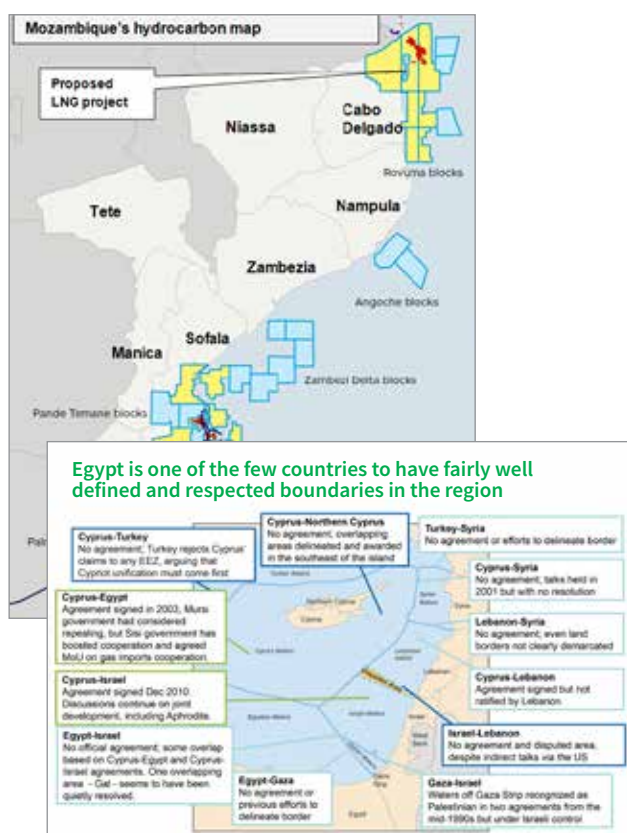 Mozambique's hydrocarbon map
Proposed
LNG project
Cabo
Delgado
Niassa
Rovuma blocks
Tete
Nampula
Zambezia
Angoche blocks
Sofala
Manica
Zambezi Delta blocks
Pande Temane blocks
Egypt is one of the few countries to have fairly well
defined and respected boundaries in the region
Cyprus-Turkey
No agreement; Turkey rejects Cyprus'
claims to any EEZ, arguing that
Cypriot unification must come first
Cyprus-Northern Cyprus
No agreement; overlapping
areas delineated and awarded
in the southeast of the island
Turkey-Syria
No agreement or efforts to delineate border
Cyprus-Syria
No agreement; talks held in
2001 but with no resolution
Cyprus-Egypt
Agreement signed in 2003; Mursi
government had considered
repealing, but Sisi government has
boosted cooperation and agreed
MoU on gas imports cooperation.
Lebanon-Syria
No agreement; even land
borders not clearly demarcated
Cyprus-Lebanon
Agreement signed but not
ratified by Lebanon.
Cyprus-Israel
Agreement signed Dec 2010.
Discussions continue on joint
development, including Aphrodite.
Israel-Lebanon
No agreement and disputed area,
despite indirect talks via the US
Egypt-Israel
No official agreement; some overlap
based on Cyprus-Egypt and Cyprus-
Israel agreements. One overlapping
area - Gal - seems to have been
quietly resolved.
Egypt-Gaza
No agreement or
previous efforts to
delineate border
Gaza-Israel
Waters off Gaza Strip recognized as
Palestinian in two agreements from the
mid-1990s but under Israeli control
Northern Cyprus
Cyprus
Syria
Lebanon
Israel
West
Bank
Egypt